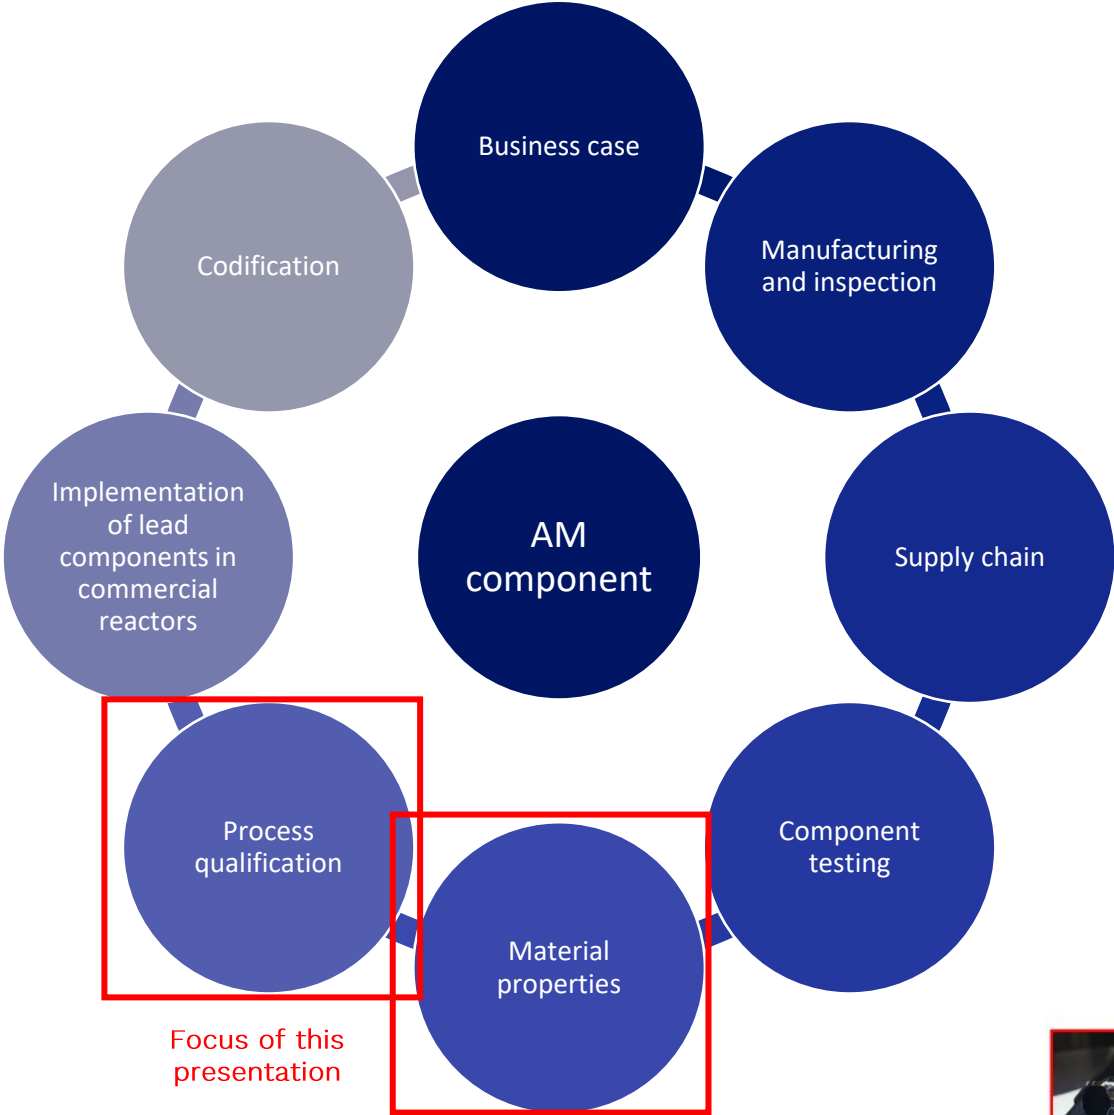 Business case
Manufacturing
and inspection
Codification
Implementation
of lead
components in
commercial
reactors
AM
component
Supply chain
Process
qualification
Component
testing
Material
properties
Focus of this
presentation